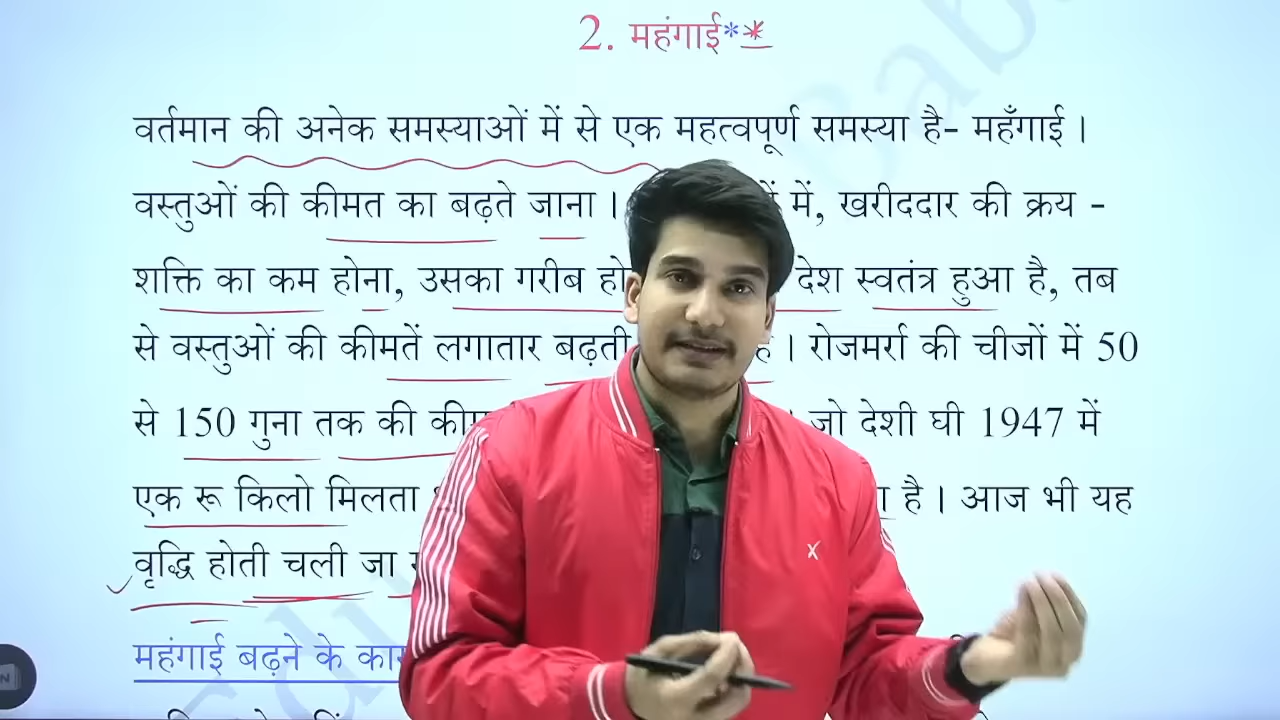 2. महंगाई**
वर्तमान की अनेक समस्याओं में से एक महत्वपूर्ण समस्या है- महँगाई।
वस्तुओं की कीमत का बढ़ते जाना। में, खरीददार की क्रय -
शक्ति का कम होना, उसका गरीब देश स्वतंत्र हुआ है, तब
से वस्तुओं की कीमतें लगातार बढ़ती । रोजमर्रा की चीजों में 50
से 150 गुना तक की जो देशी घी 1947 में
एक रू किलो मिलता है। आज भी यह
वृद्धि होती चली जा
महंगाई बढ़ने के